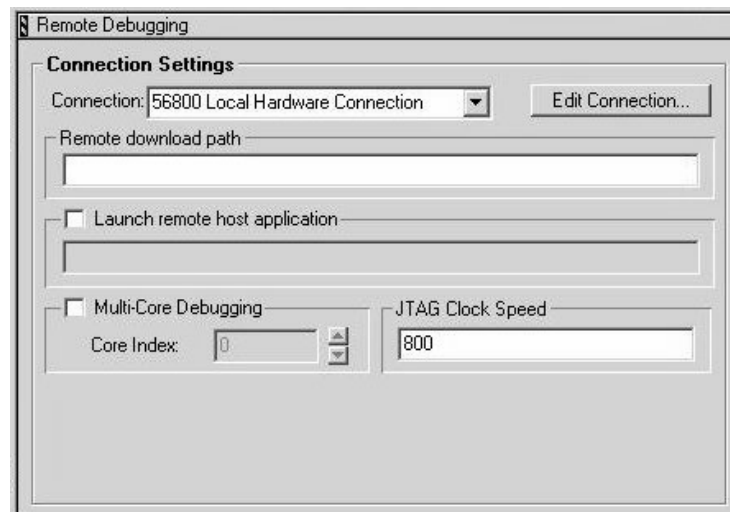 Remote Debugging
Connection Settings
Connection: 56800 Local Hardware Connection Edit Connection...
Remote download path
Launch remote host application
Multi-Core Debugging JTAG Clock Speed
Core Index: 0 800